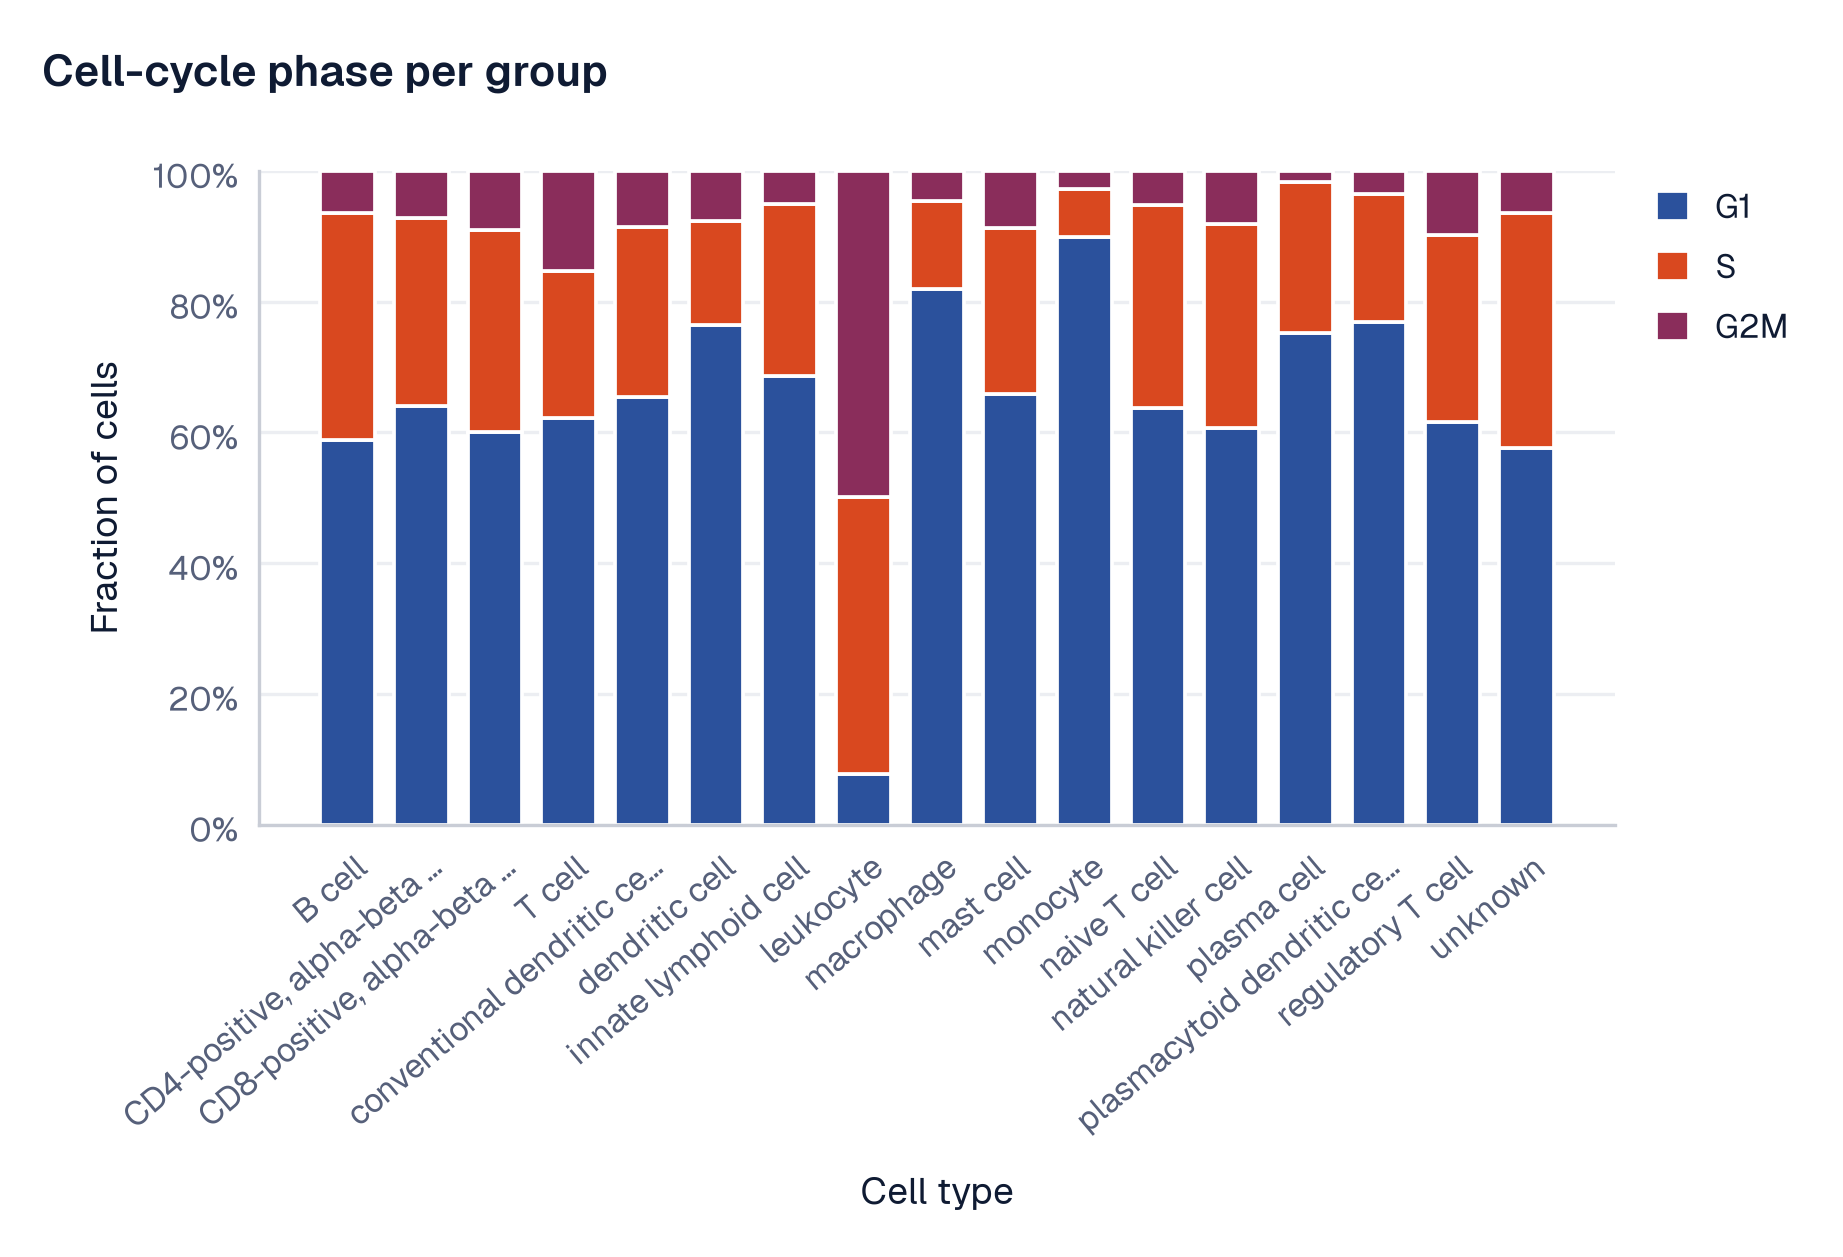 Cell-cycle phase per group
100%
80%
60%
40%
20%
0%
Fraction of cells
G1
S
G2M
B cell
CD4-positive, alpha-beta ...
CD8-positive, alpha-beta ...
T cell
conventional dendritic ce...
dendritic cell
innate lymphoid cell
leukocyte
macrophage
mast cell
monocyte
naive T cell
natural killer cell
plasma cell
plasmacytoid dendritic ce...
regulatory T cell
unknown
Cell type